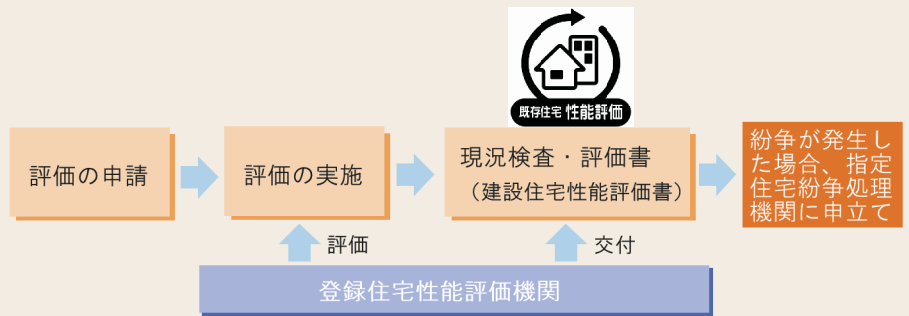 既存住宅 性能評価
評価の申請
評価の実施
現況検査・評価書
（建設住宅性能評価書）
紛争が発生し
た場合、指定
住宅紛争処理
機関に申立て
評価
交付
登録住宅性能評価機関